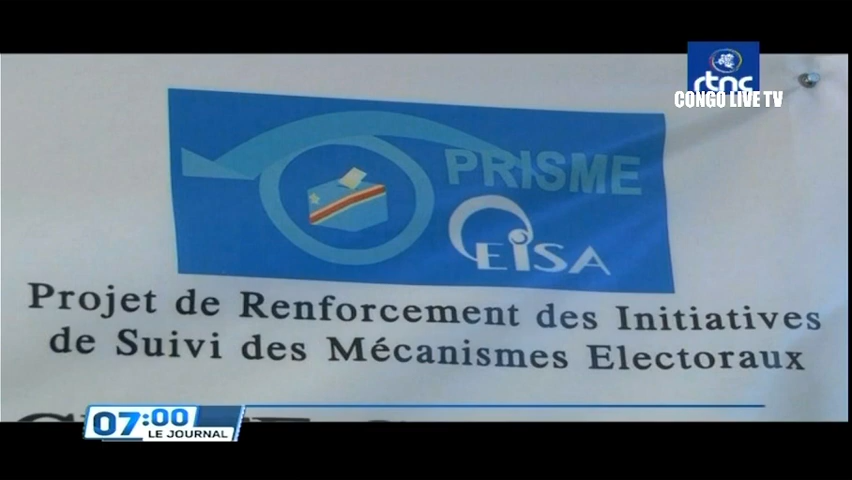 rtnc
CONGO LIVE TV
PRISME
EISA
Projet de Renforcement des Initiatives
de Suivi des Mécanismes Electoraux
07:00
LE JOURNAL